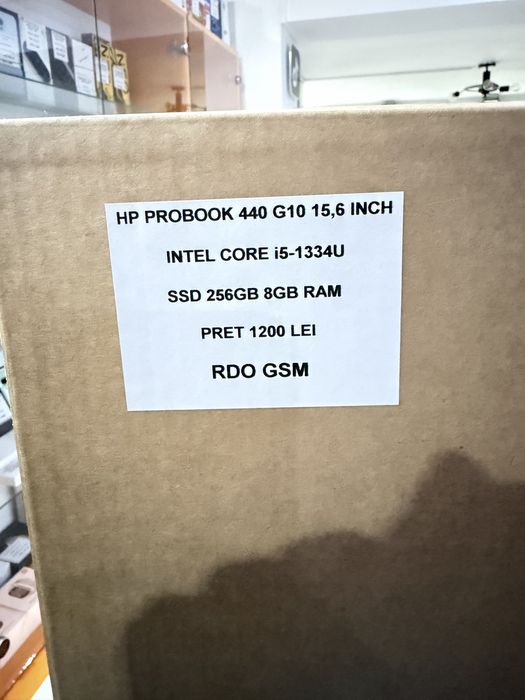 HP PROBOOK 440 G10 15,6 INCH
INTEL CORE i5-1334U
SSD 256GB 8GB RAM
PRET 1200 LEI
RDO GSM